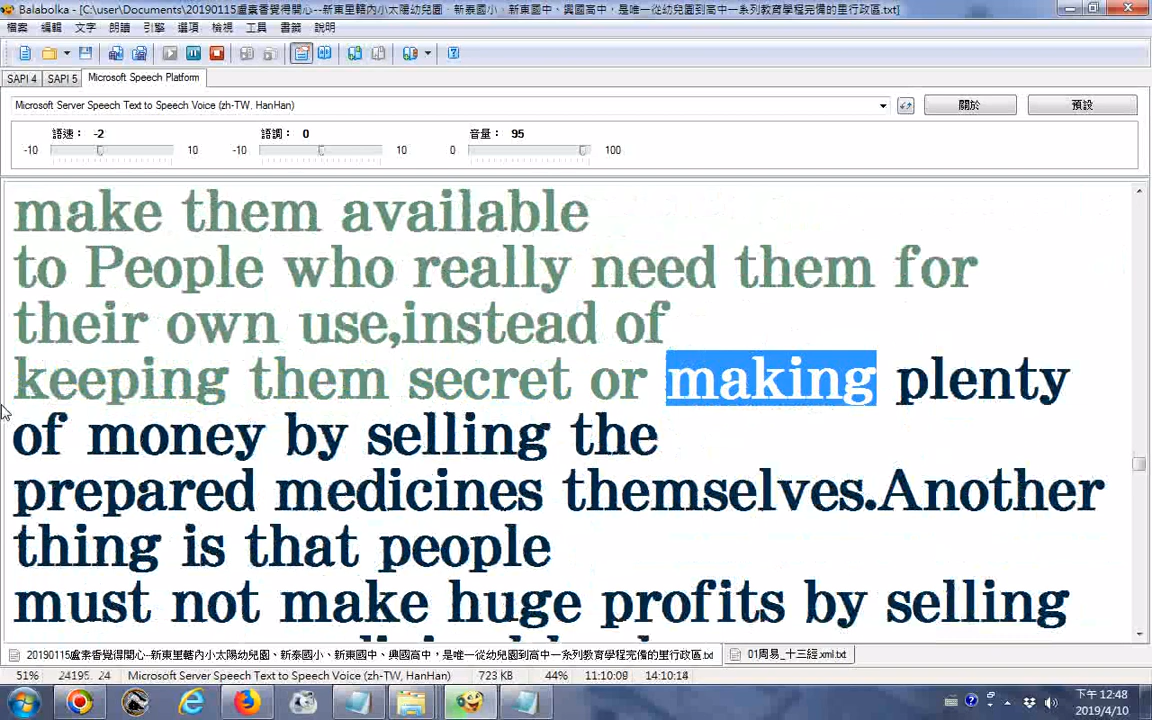 Balabolka - [C:\user\Documents\20190115盧素香覺得開心--新東里轄內小太陽幼兒園、新泰國小、新東國中、興國高中，是唯一從幼兒園到高中一系列教育學程完備的里行政區.txt]
檔案 編輯 文字 朗讀 引擎 選項 檢視 工具 書籤 說明
SAPI 4 SAPI 5 Microsoft Speech Platform
Microsoft Server Speech Text to Speech Voice (zh-TW, HanHan) 關於 預設
語速： -2 語調： 0 音量： 95
-10 10 -10 10 0 100
make them available
to People who really need them for
their own use,instead of
keeping them secret or making plenty
of money by selling the
prepared medicines themselves.Another
thing is that people
must not make huge profits by selling
20190115盧素香覺得開心--新東里轄內小太陽幼兒園、新泰國小、新東國中、興國高中，是唯一從幼兒園到高中一系列教育學程完備的里行政區.txt 01周易_十三經.xml.txt
51% 24195. 24 Microsoft Server Speech Text to Speech Voice (zh-TW, HanHan) 723 KB 44% 11:10:08 14:10:18
下午 12:48
2019/4/10